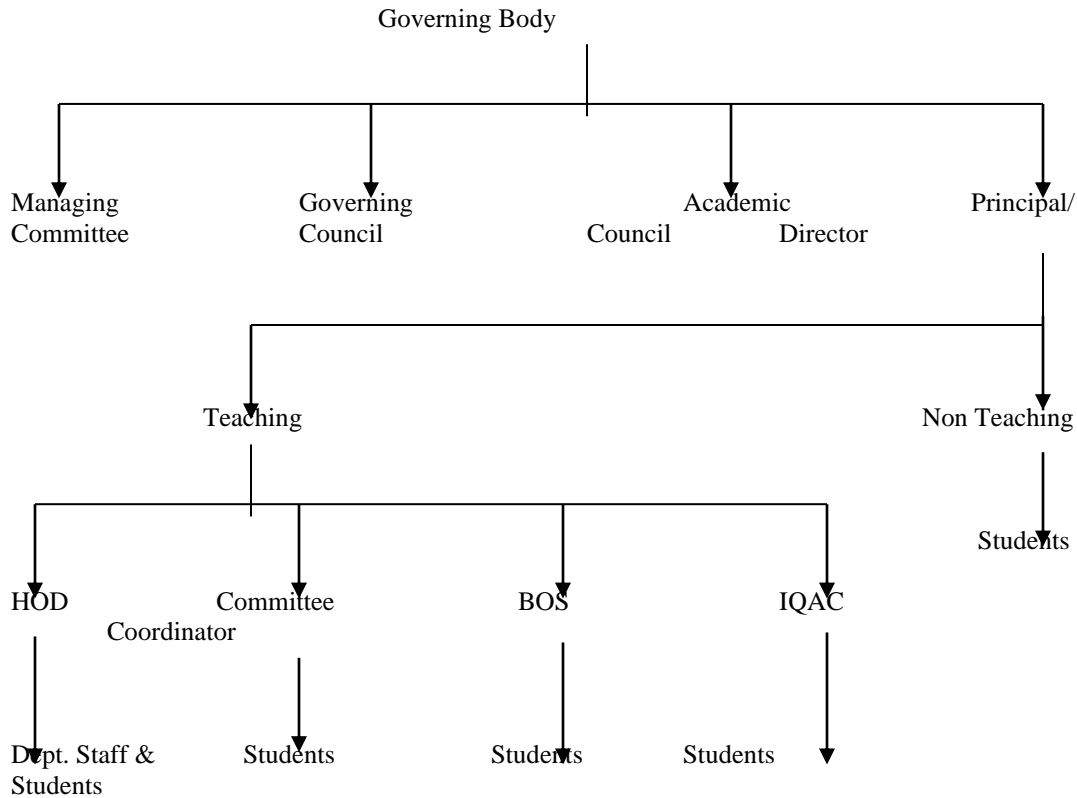 Governing Body
Managing Governing Academic Principal/
Committee Council Council Director
Teaching Non Teaching
Students
HOD Committee BOS IQAC
Coordinator
Dept. Staff & Students Students Students
Students